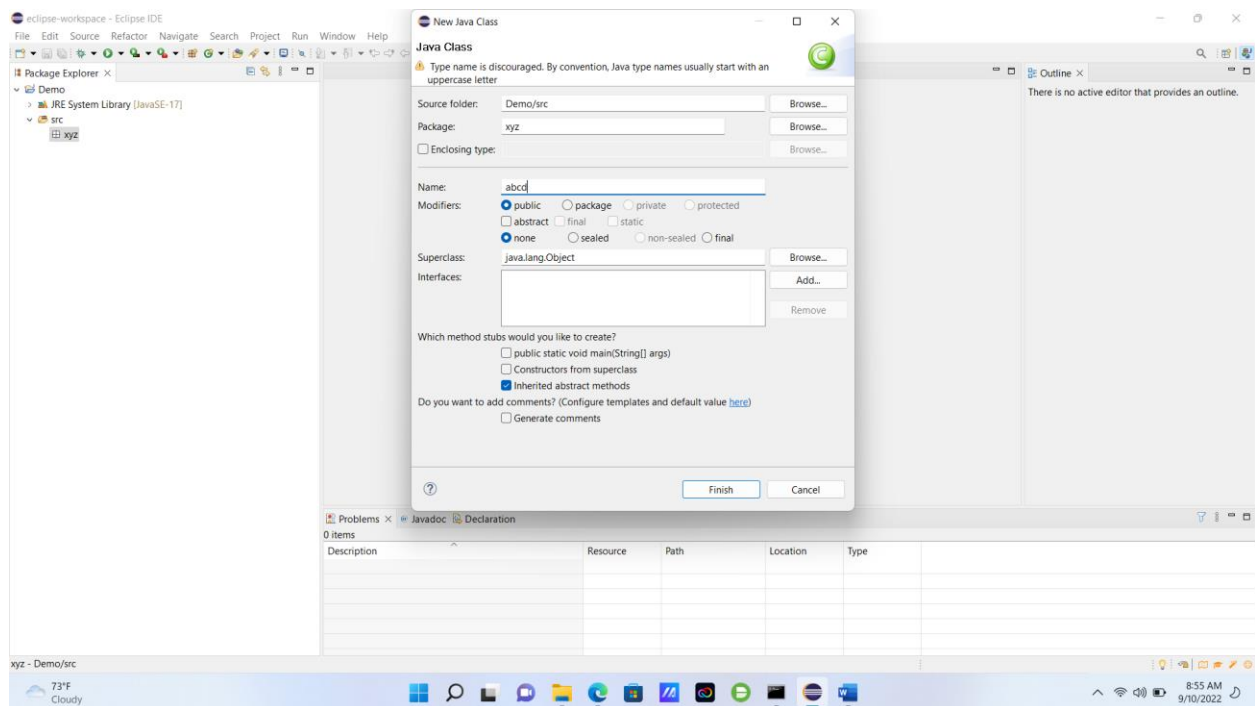 eclipse-workspace - Eclipse IDE
File Edit Source Refactor Navigate Search Project Run Window Help
Package Explorer
Demo
JRE System Library [JavaSE-17]
src
xyz
New Java Class
Java Class
Type name is discouraged. By convention, Java type names usually start with an
uppercase letter
Source folder: Demo/src Browse...
Package: xyz Browse...
Enclosing type: Browse...
Name: abcd
Modifiers: public package private protected
abstract final static
none sealed non-sealed final
Superclass: java.lang.Object Browse...
Interfaces: Add...
Remove
Which method stubs would you like to create?
public static void main(String[] args)
Constructors from superclass
Inherited abstract methods
Do you want to add comments? (Configure templates and default value here)
Generate comments
Finish Cancel
Outline
There is no active editor that provides an outline.
Problems Javadoc Declaration
0 items
Description Resource Path Location Type
xyz - Demo/src
73°F
Cloudy
8:55 AM
9/10/2022